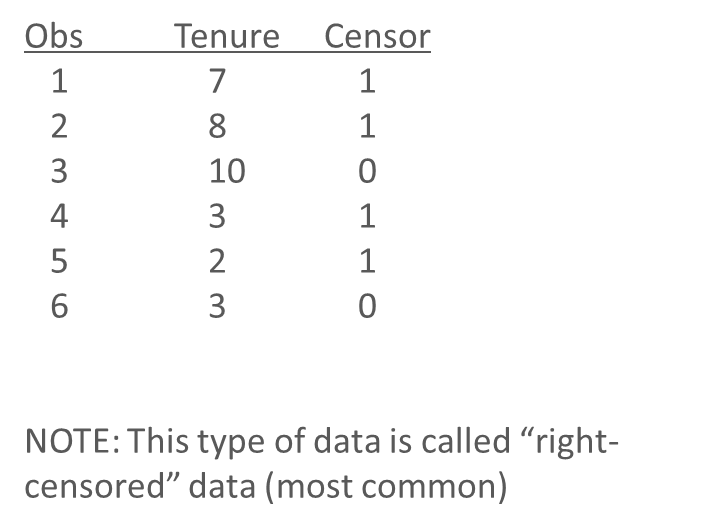 Obs Tenure Censor
1 7 1
2 8 1
3 10 0
4 3 1
5 2 1
6 3 0
NOTE: This type of data is called “right-
censored” data (most common)